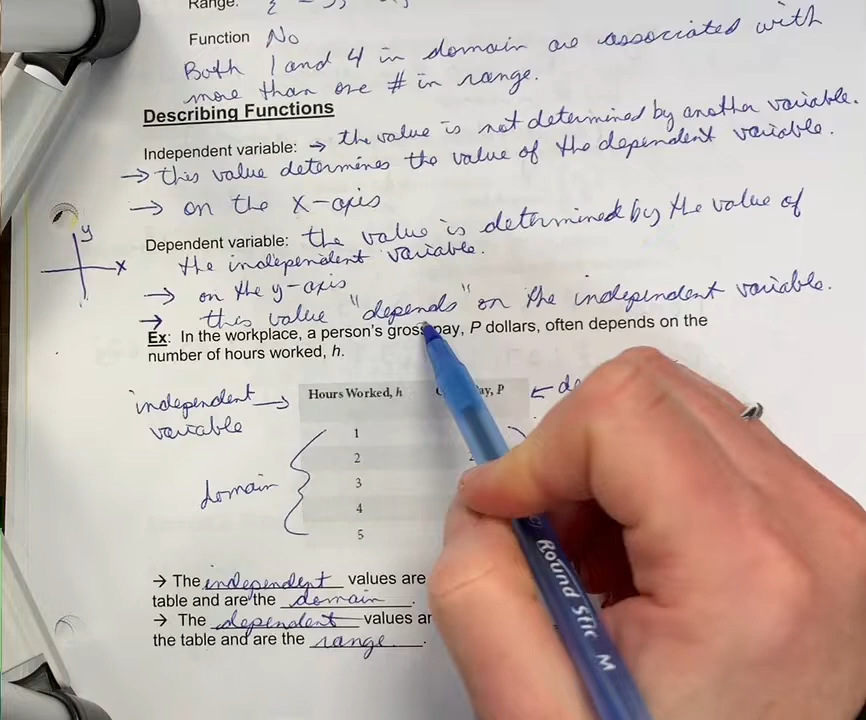 Range:
Function No
Both 1 and 4 in domain are associated with
more than one # in range.
Describing Functions
Independent variable: → the value is not determined by another variable.
→ this value determines the value of the dependent variable.
→ on the x-axis
y
x
Dependent variable: the value is determined by the value of
the independent variable.
→ on the y-axis
→ this value "depends" on the independent variable.
Ex: In the workplace, a person's gross pay, P dollars, often depends on the
number of hours worked, h.
independent → Hours Worked, h ay, P ←
variable
1
2
3
domain
4
5
→ The independent values are
table and are the domain.
→ The dependent values
the table and are the range.
Round Stic M